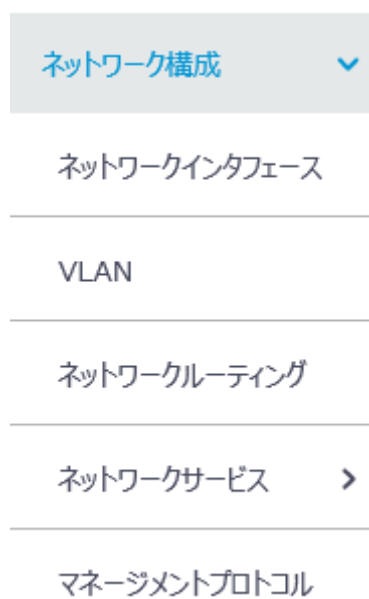 ネットワーク構成
ネットワークインタフェース
VLAN
ネットワークルーティング
ネットワークサービス
マネージメントプロトコル